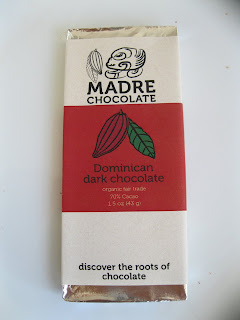 MADRE
CHOCOLATE
Dominican
dark chocolate
organic fair trade
70% Cacao
1.5 oz (43 g)
discover the roots of
chocolate